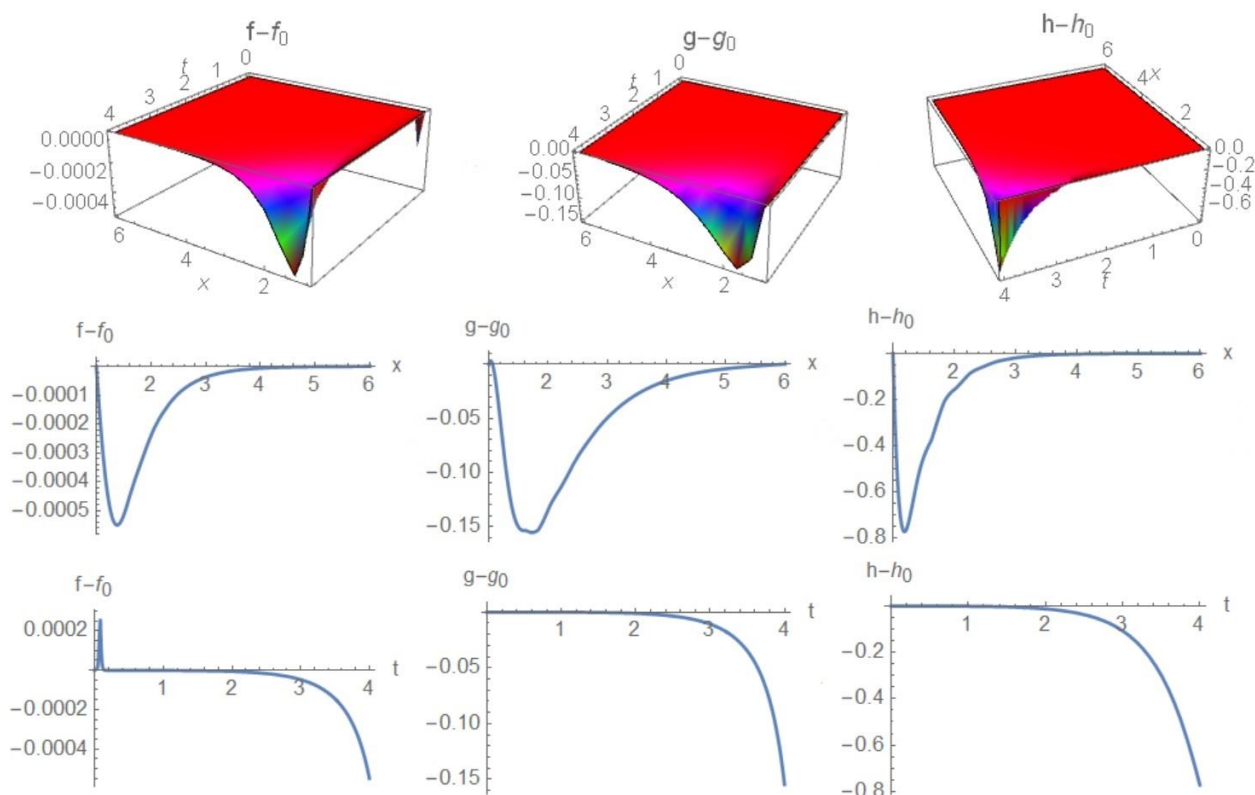 f−f₀ g−g₀ h−h₀
t 0 1 2 3 4
0.0000
−0.0002
−0.0004
6 4 2
x
t 0 1 2 3 4
0.00
−0.05
−0.10
−0.15
6 4 2
x
6 4 2
x
0.0
−0.2
−0.4
−0.6
4 3 2 1 0
t
f−f₀
x
2 3 4 5 6
−0.0001
−0.0002
−0.0003
−0.0004
−0.0005
g−g₀
x
2 3 4 5 6
−0.05
−0.10
−0.15
h−h₀
x
2 3 4 5 6
−0.2
−0.4
−0.6
−0.8
f−f₀
0.0002
t
1 2 3 4
−0.0002
−0.0004
g−g₀
t
1 2 3 4
−0.05
−0.10
−0.15
h−h₀
t
1 2 3 4
−0.2
−0.4
−0.6
−0.8